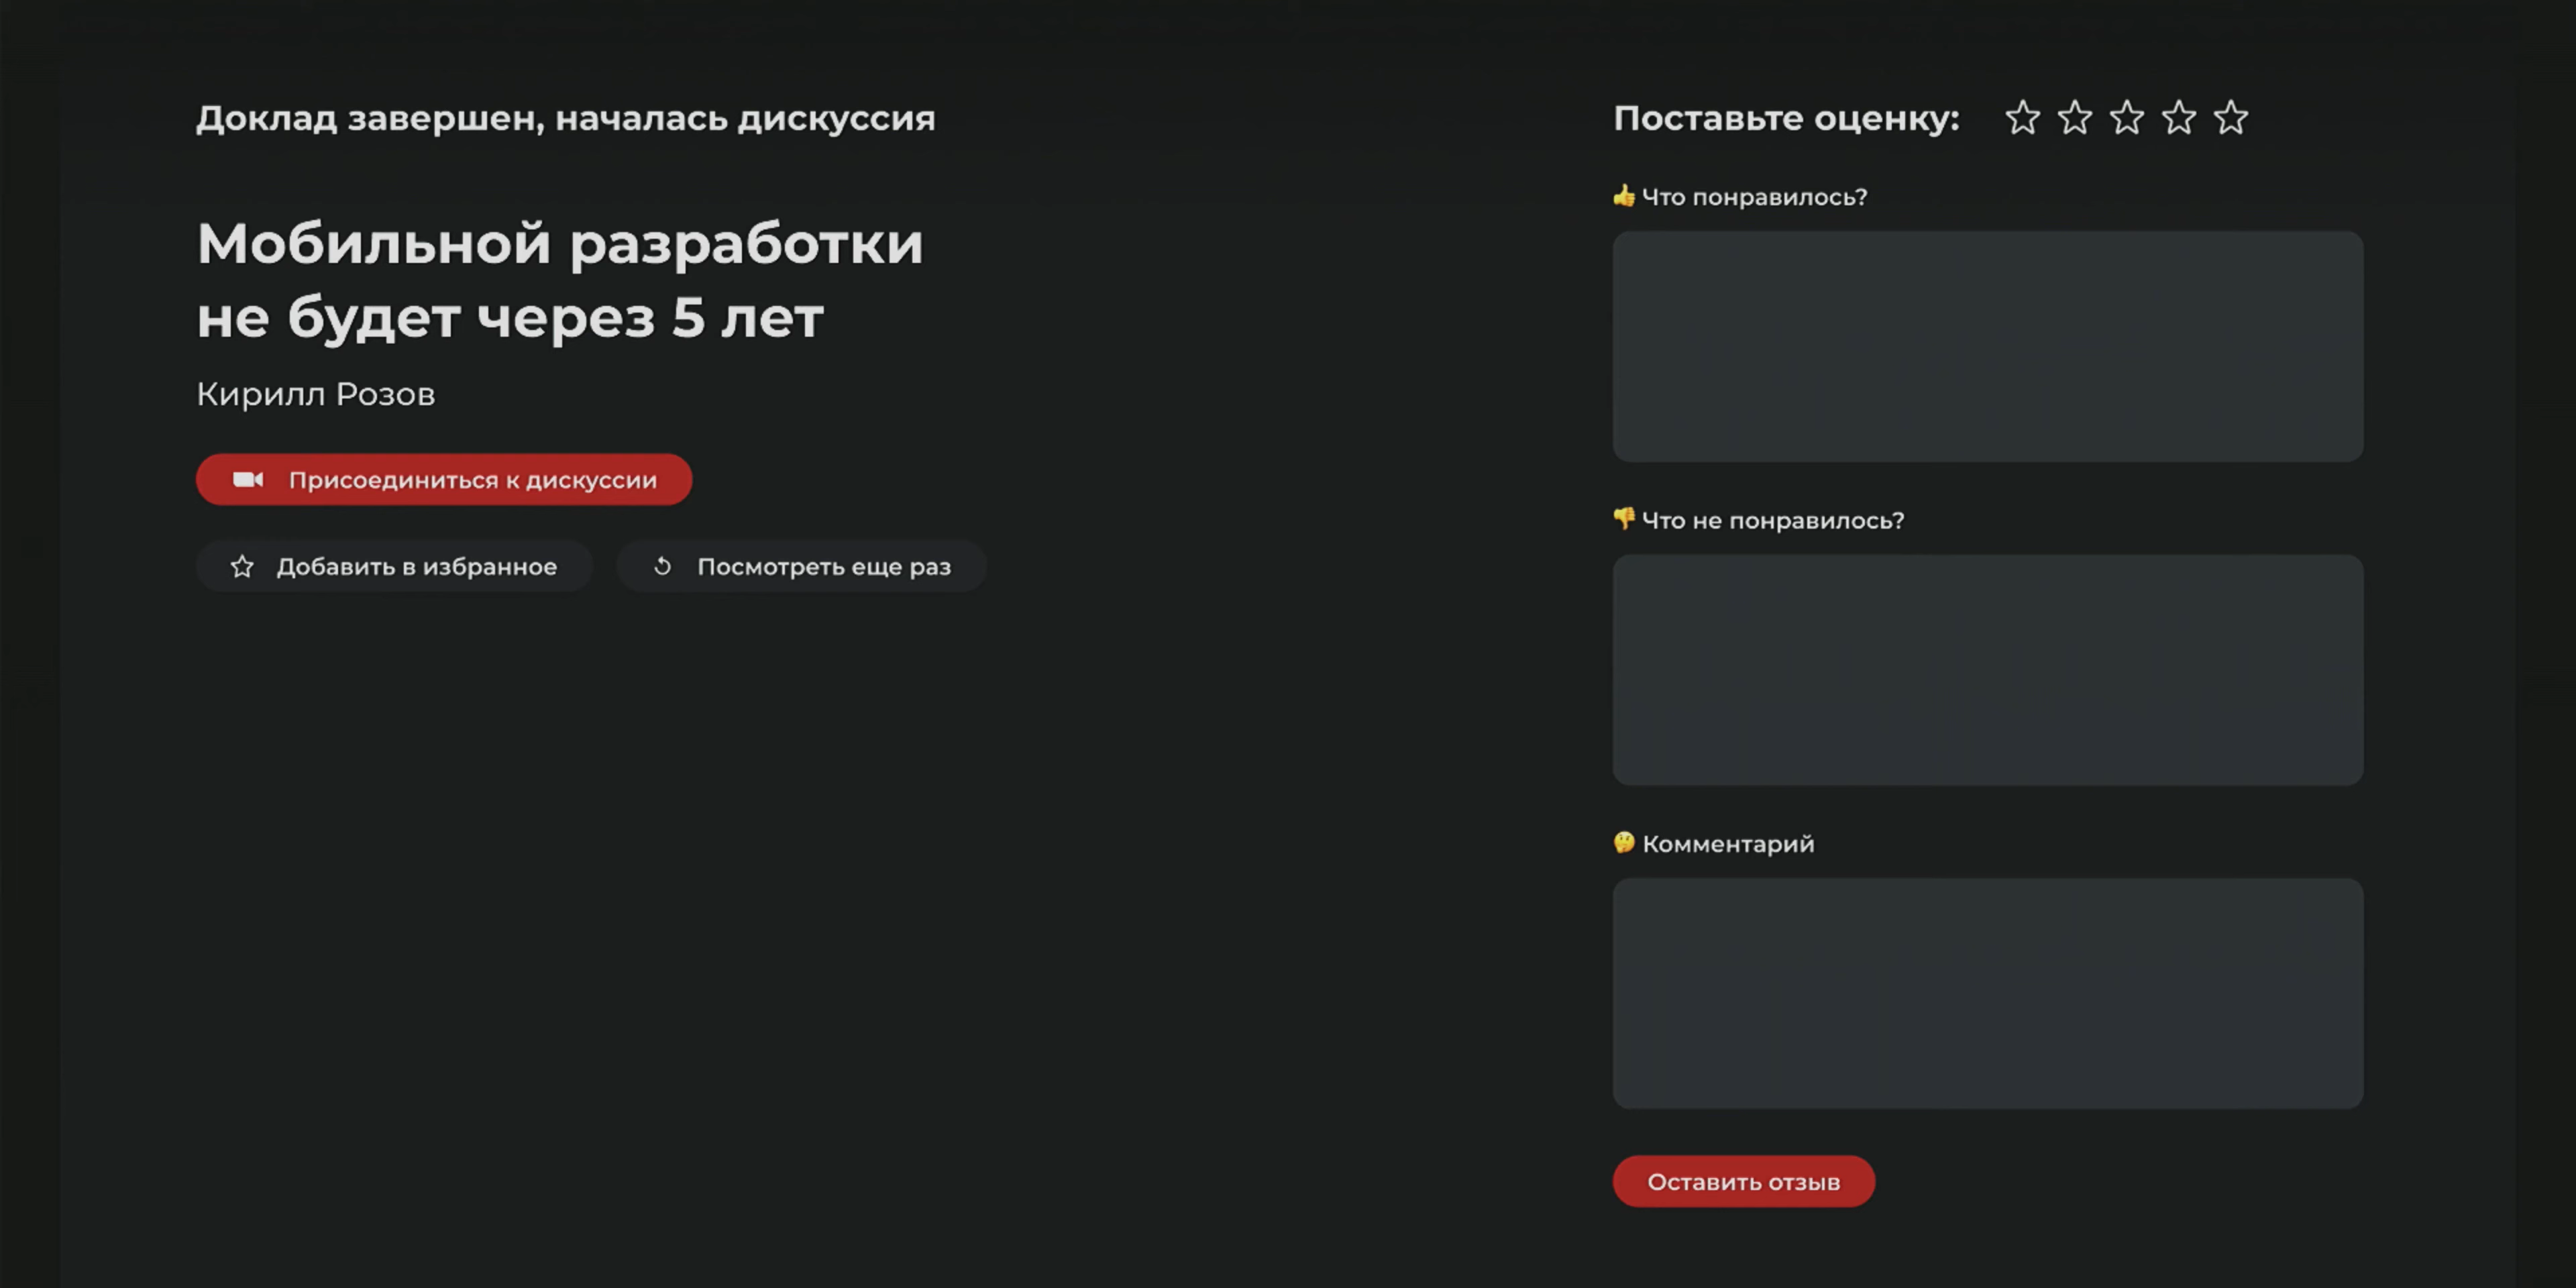 Доклад завершен, началась дискуссия
Мобильной разработки
не будет через 5 лет
Кирилл Розов
Присоединиться к дискуссии
Добавить в избранное
Посмотреть еще раз
Поставьте оценку:
Что понравилось?
Что не понравилось?
Комментарий
Оставить отзыв